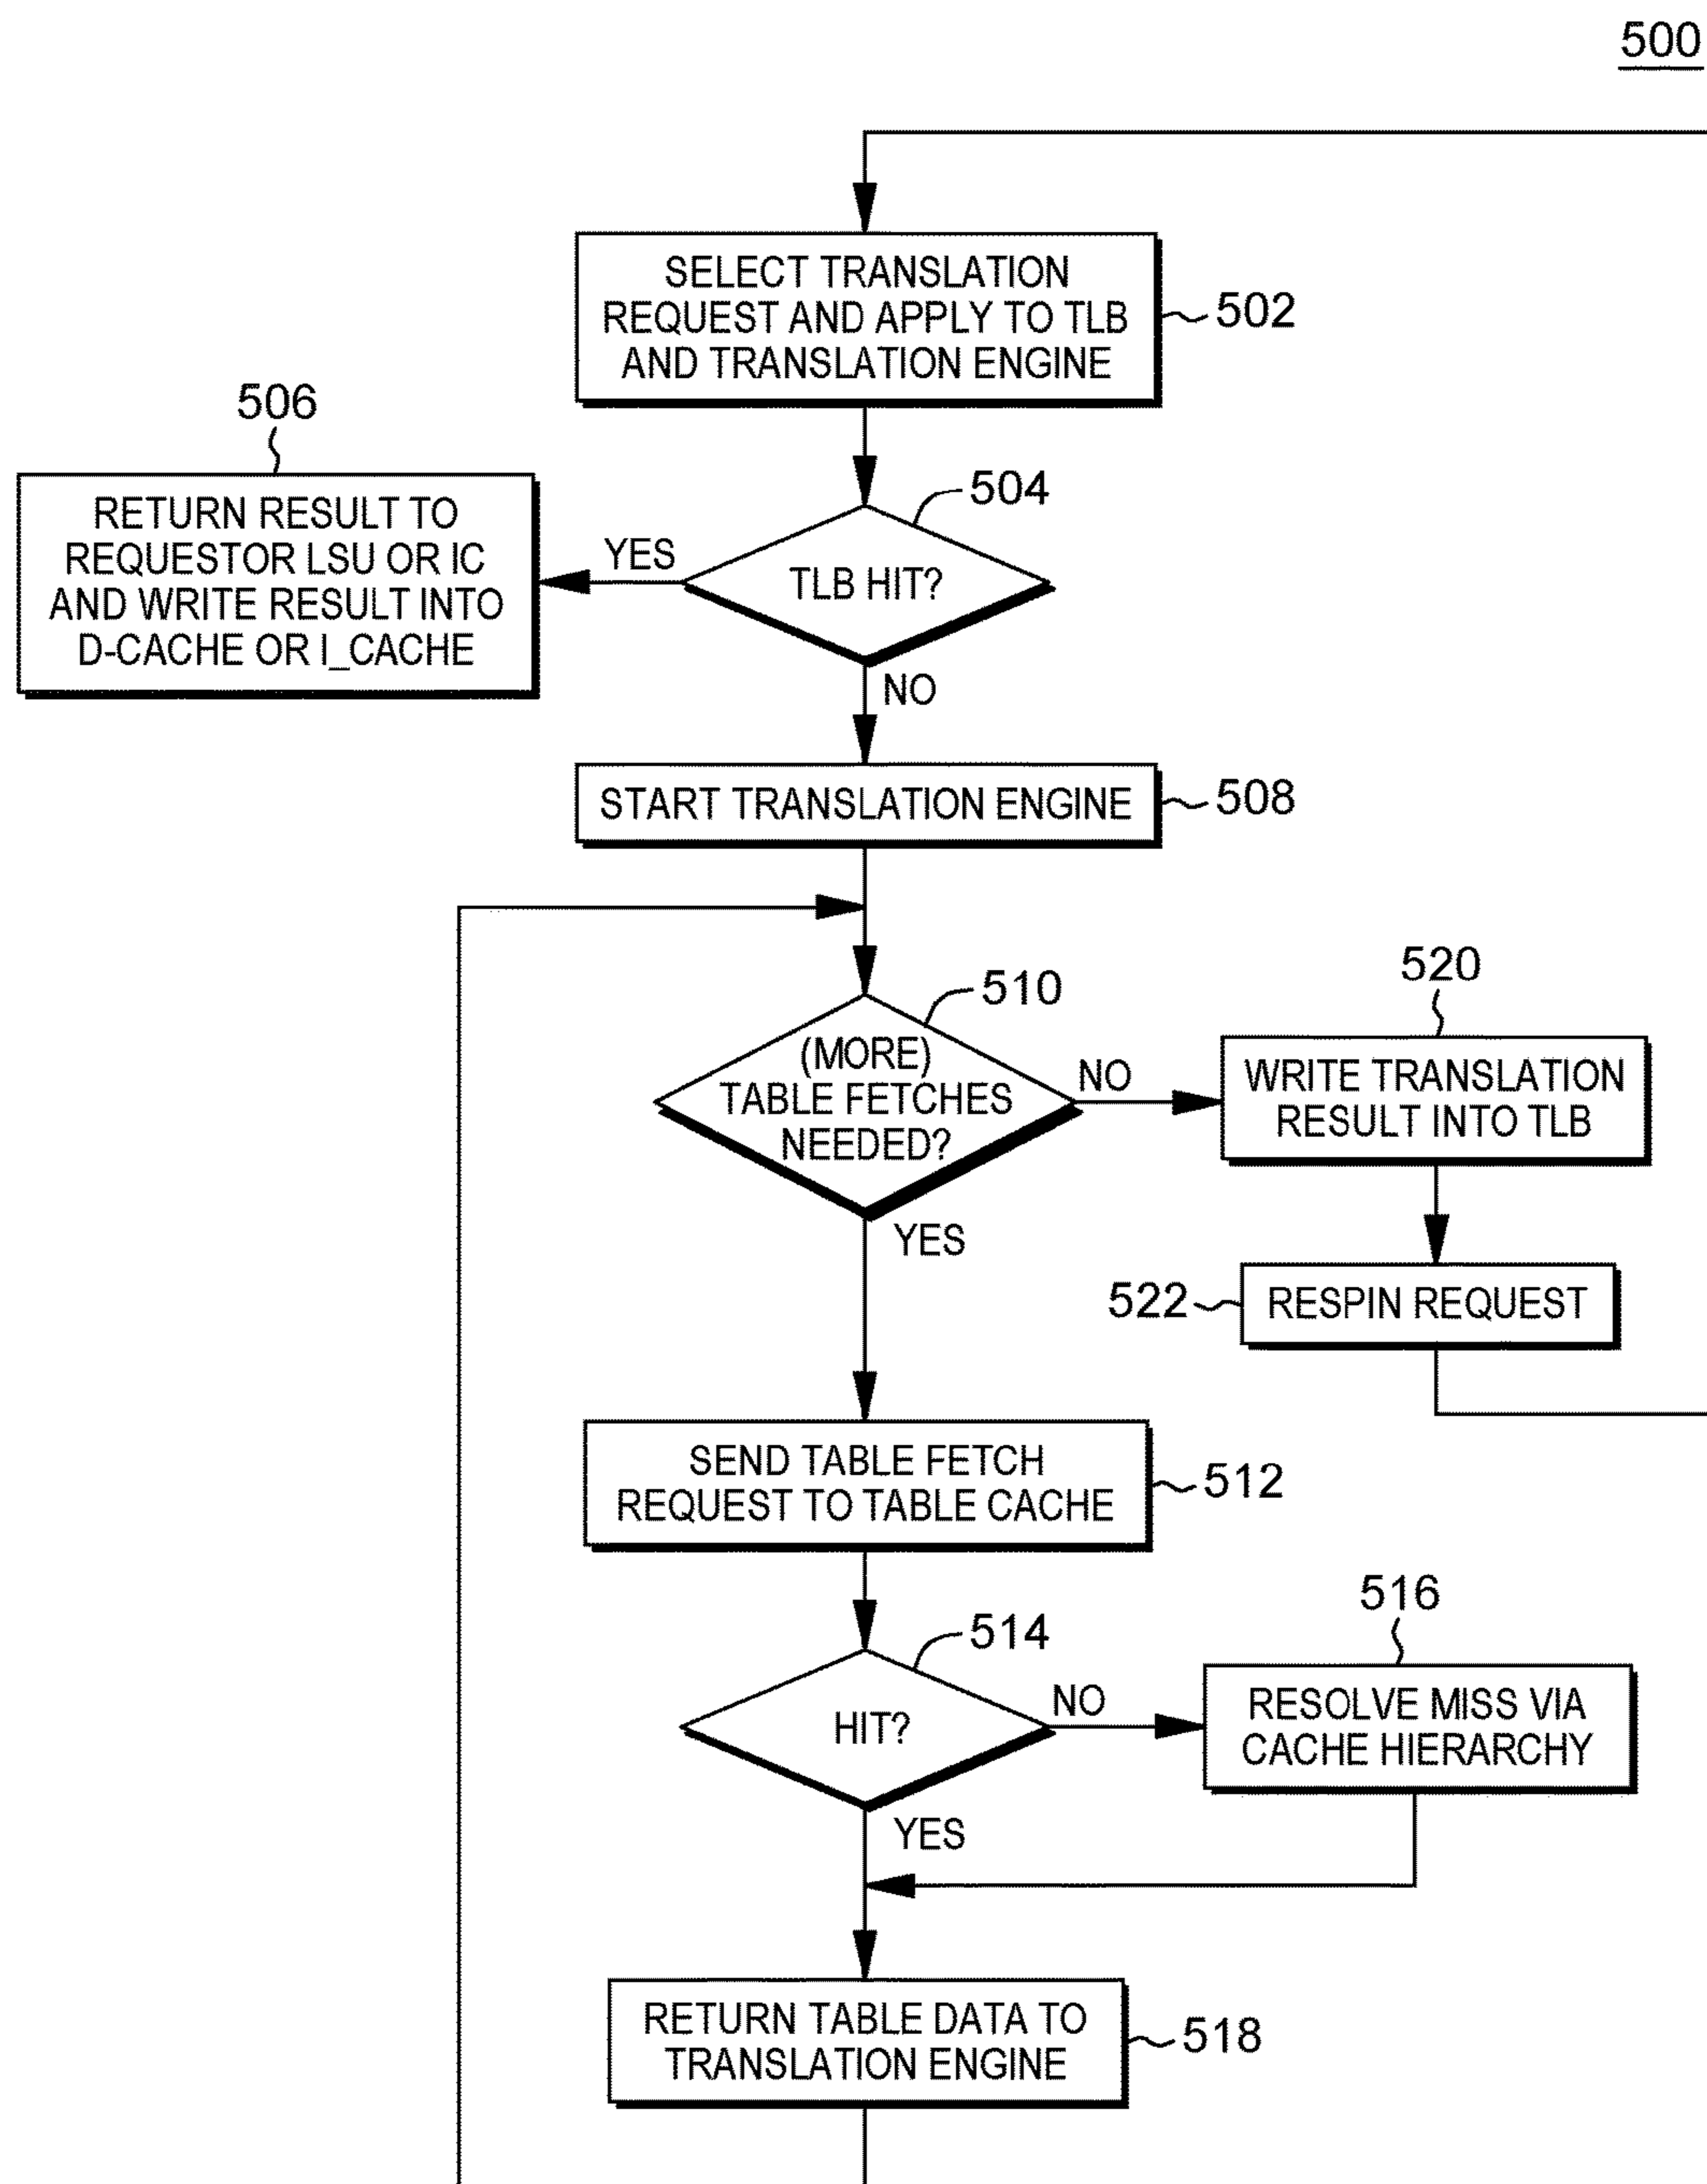 500
SELECT TRANSLATION
REQUEST AND APPLY TO TLB
AND TRANSLATION ENGINE
502
506
RETURN RESULT TO
REQUESTOR LSU OR IC
AND WRITE RESULT INTO
D-CACHE OR I_CACHE
YES
504
TLB HIT?
NO
START TRANSLATION ENGINE
508
510
(MORE)
TABLE FETCHES
NEEDED?
NO
520
WRITE TRANSLATION
RESULT INTO TLB
YES
522
RESPIN REQUEST
SEND TABLE FETCH
REQUEST TO TABLE CACHE
512
514
HIT?
NO
516
RESOLVE MISS VIA
CACHE HIERARCHY
YES
RETURN TABLE DATA TO
TRANSLATION ENGINE
518